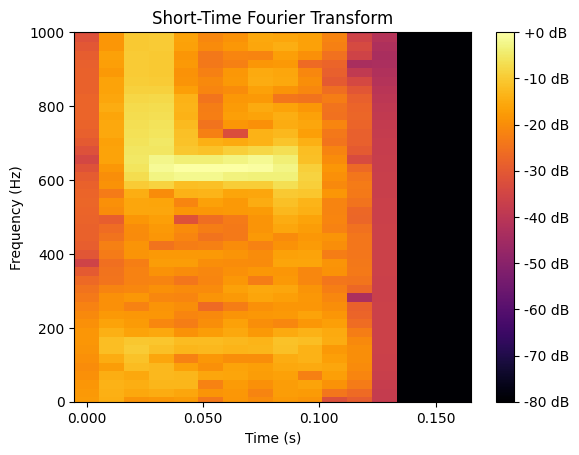 Short-Time Fourier Transform
1000
800
600
400
200
0
Frequency (Hz)
0.000
0.050
0.100
0.150
Time (s)
+0 dB
-10 dB
-20 dB
-30 dB
-40 dB
-50 dB
-60 dB
-70 dB
-80 dB